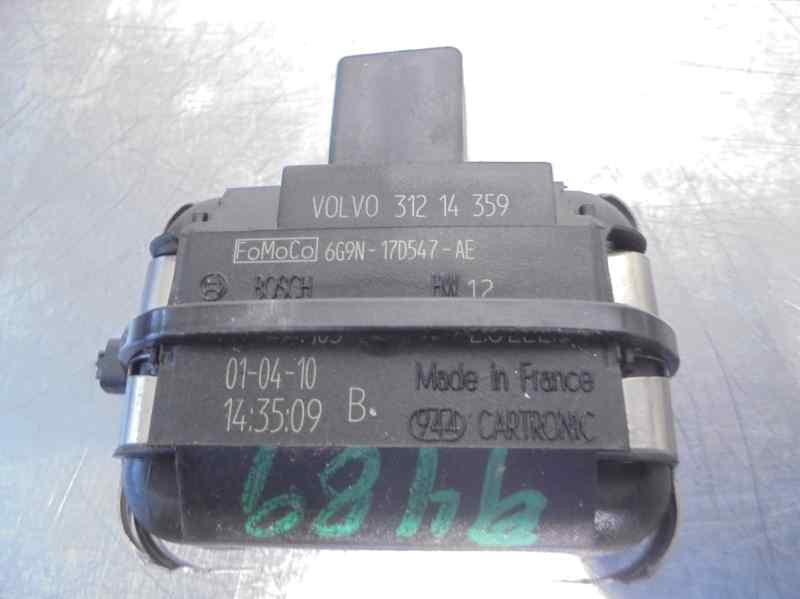 VOLVO 312 14 359
FoMoCo 6G9N-17D547-AE
BOSCH HW 12
01-04-10 Made in France
14:35:09 B. 944 CARTRONIC